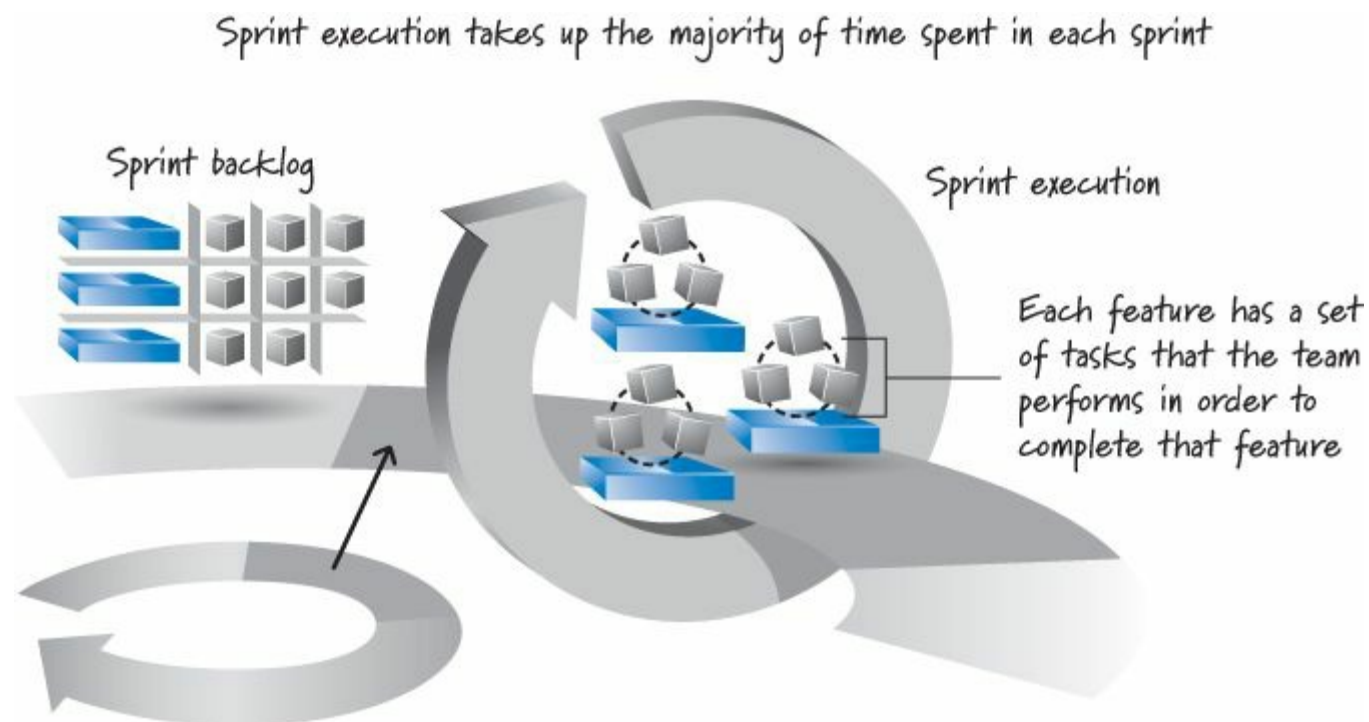 Sprint execution takes up the majority of time spent in each sprint
Sprint backlog
Sprint execution
Each feature has a set
of tasks that the team
performs in order to
complete that feature